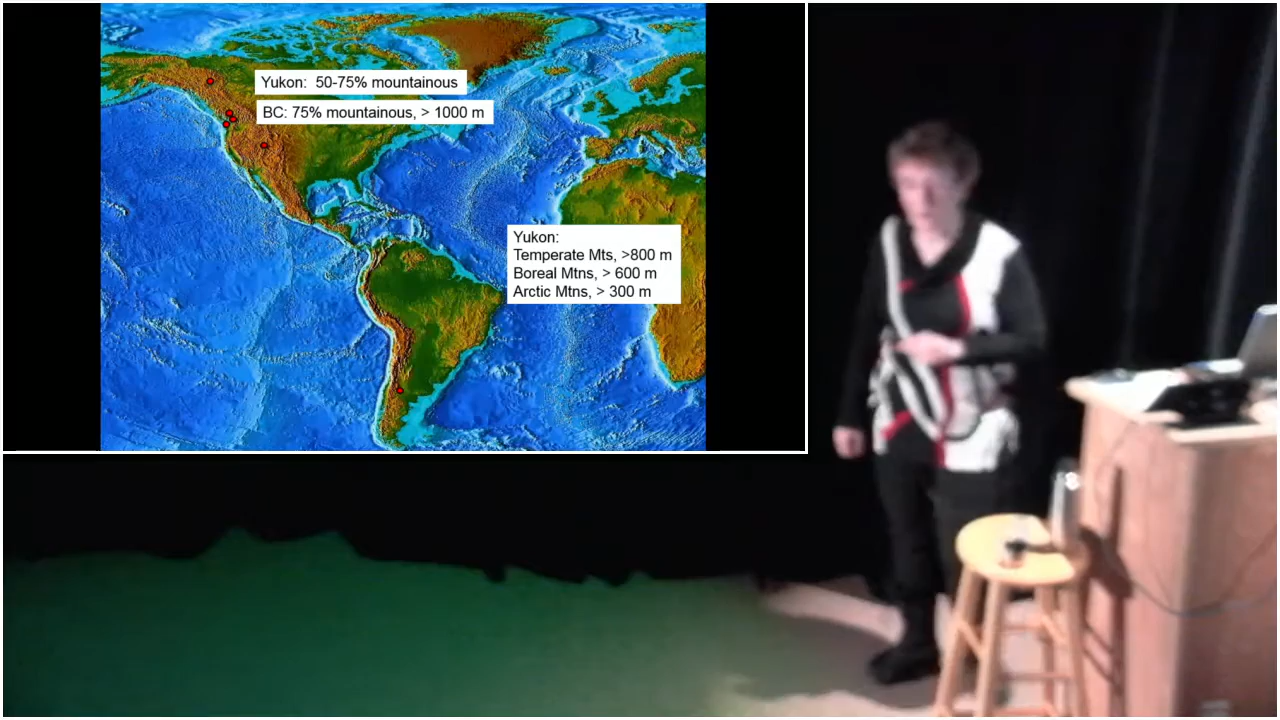 Yukon:  50-75% mountainous
BC: 75% mountainous, > 1000 m
Yukon:
Temperate Mts, >800 m
Boreal Mtns, > 600 m
Arctic Mtns, > 300 m